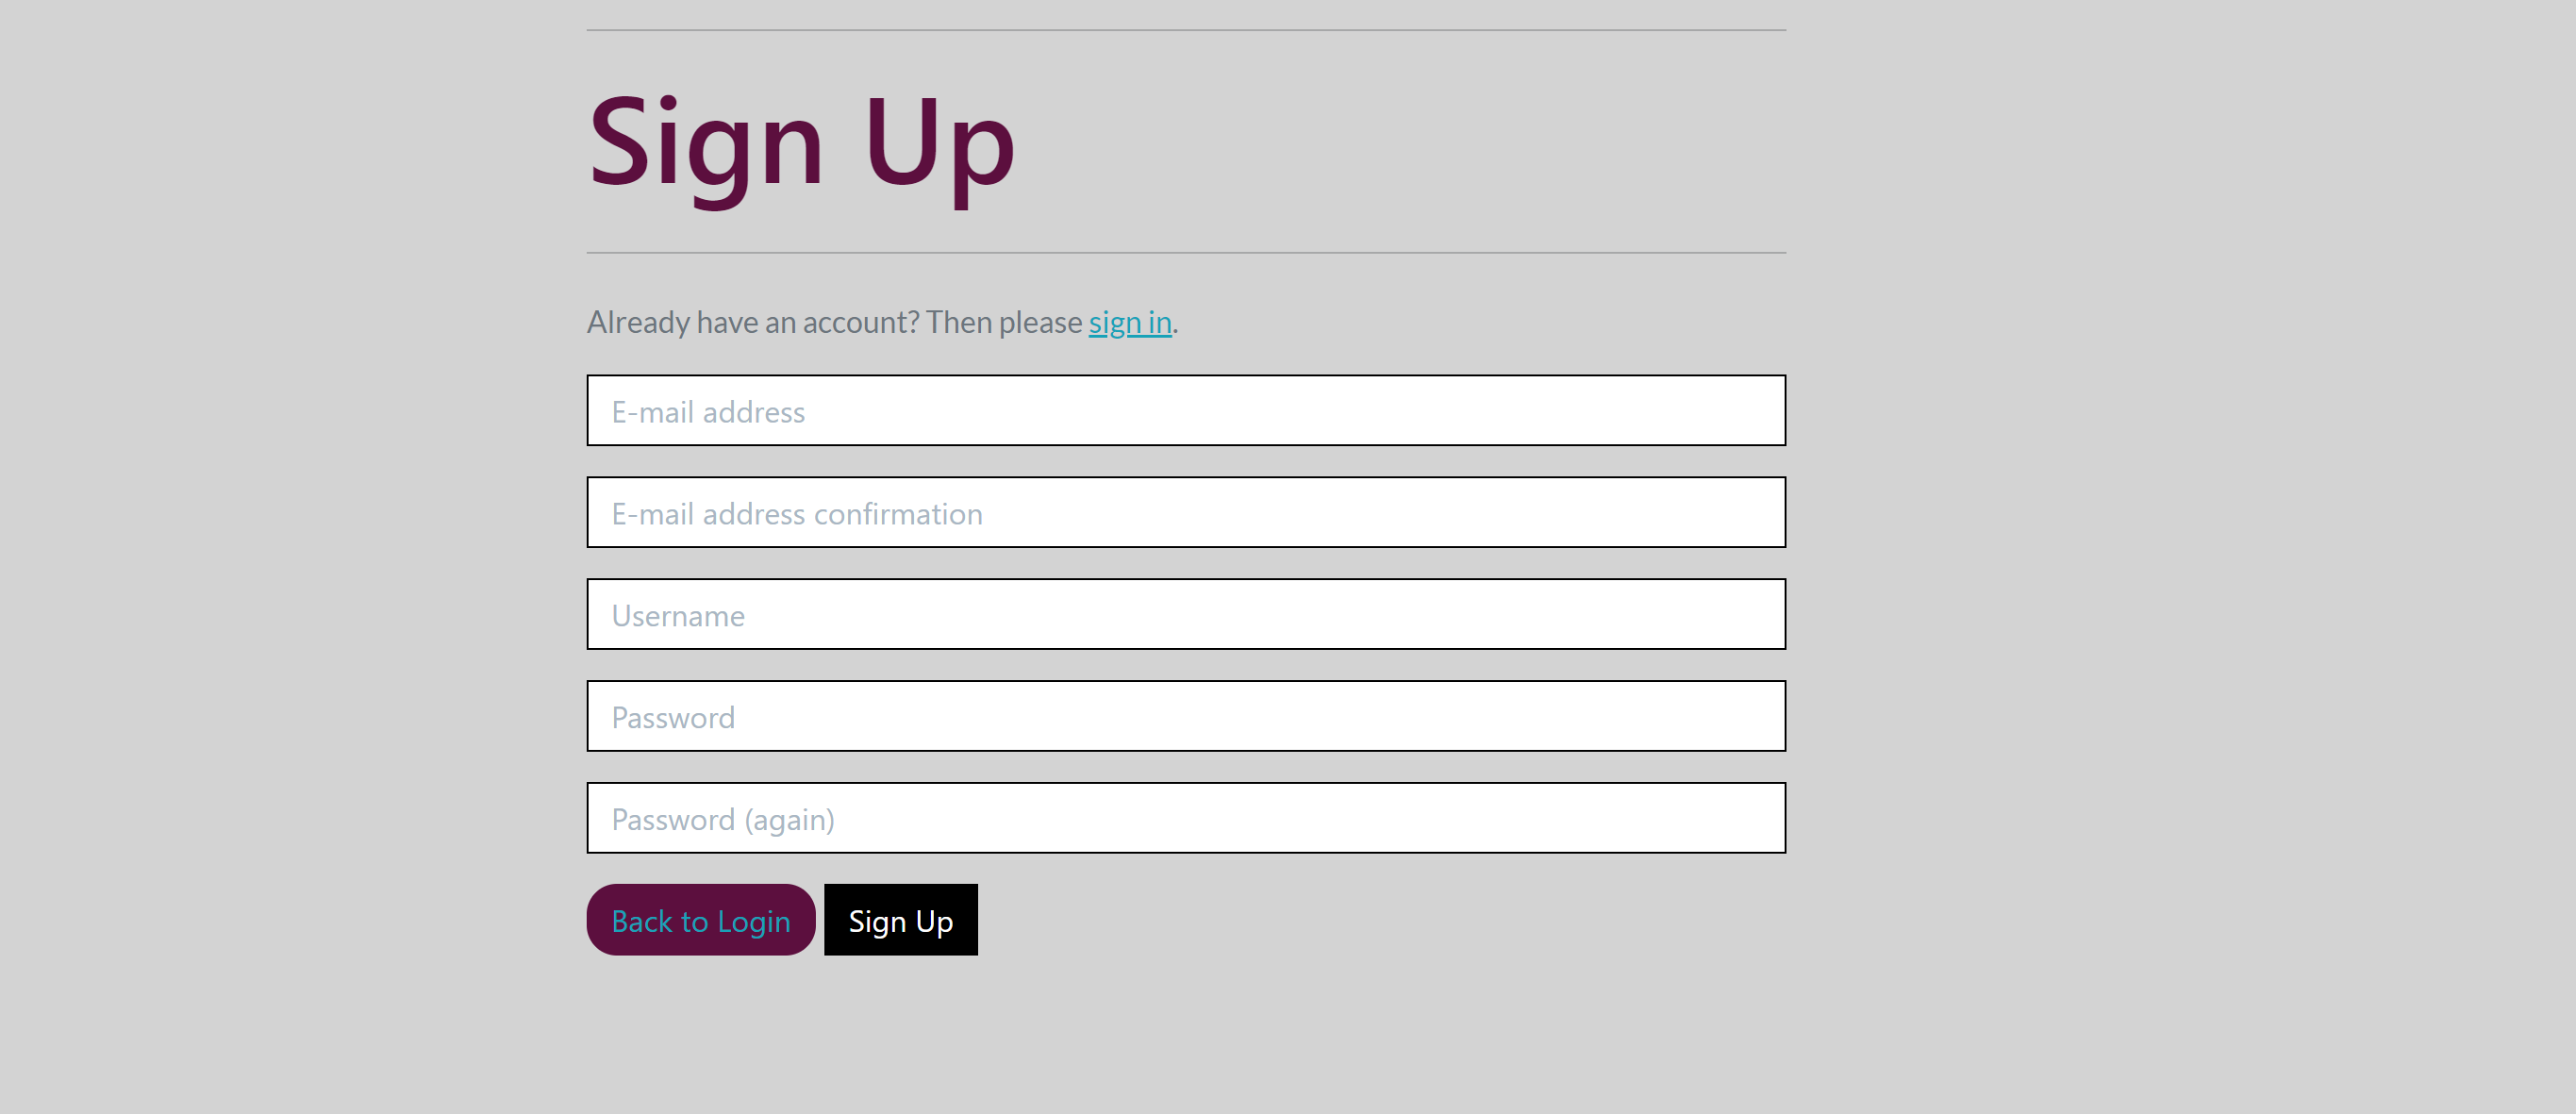 Sign Up
Already have an account? Then please sign in.
E-mail address
E-mail address confirmation
Username
Password
Password (again)
Back to Login Sign Up